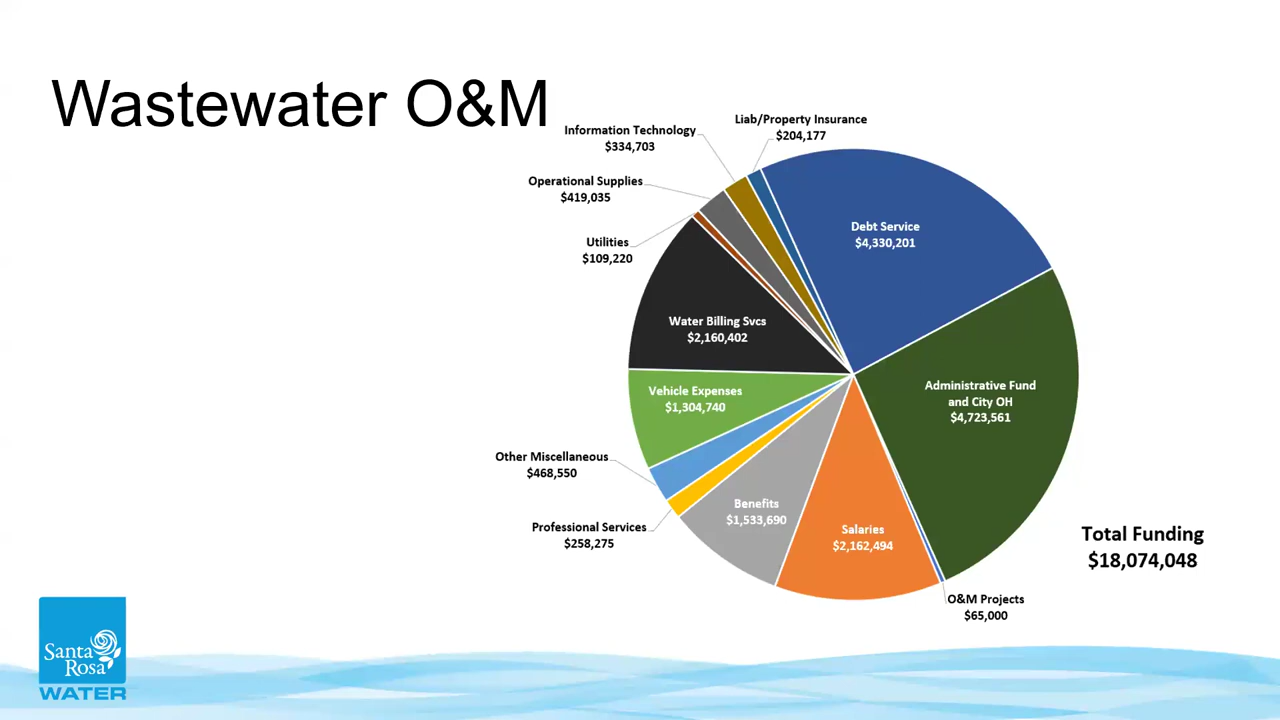 Wastewater O&M
Liab/Property Insurance
$204,177
Information Technology
$334,703
Operational Supplies
$419,035
Utilities
$109,220
Debt Service
$4,330,201
Water Billing Svcs
$2,160,402
Vehicle Expenses
$1,304,740
Administrative Fund
and City OH
$4,723,561
Other Miscellaneous
$468,550
Professional Services
$258,275
Benefits
$1,533,690
Salaries
$2,162,494
O&M Projects
$65,000
Total Funding
$18,074,048
Santa
Rosa
WATER